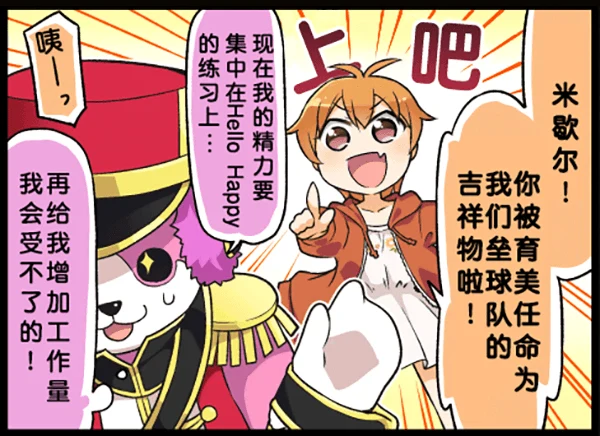 米歇尔！
你被育美任命为
我们垒球队的
吉祥物啦！
上吧
现在我的精力要
集中在Hello Happy
的练习上…
咦—っ
再给我增加工作量
我会受不了的！